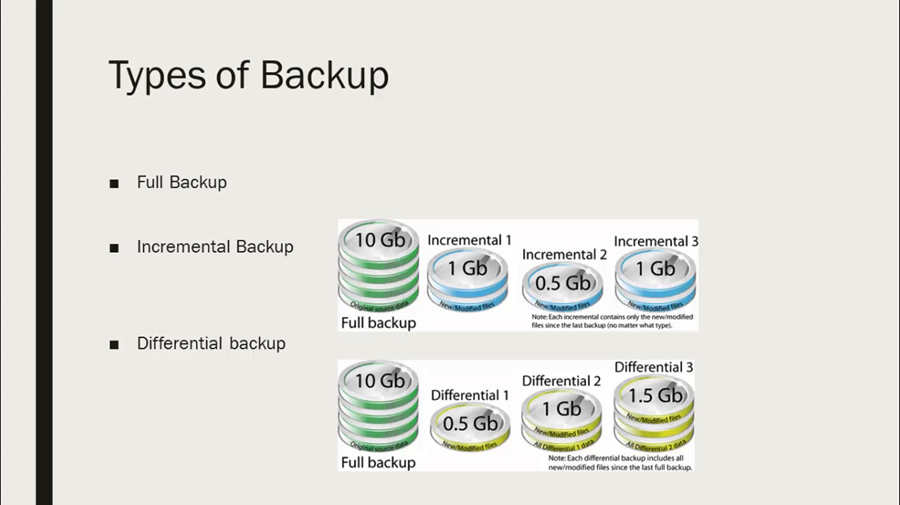 Types of Backup
■ Full Backup
■ Incremental Backup
10 Gb
Original source data
Full backup
Incremental 1
1 Gb
New/Modified files
Incremental 2
0.5 Gb
New/Modified files
Incremental 3
1 Gb
New/Modified files
Note: Each incremental contains only the new/modified
files since the last backup (no matter what type).
■ Differential backup
10 Gb
Original source data
Full backup
Differential 1
0.5 Gb
New/Modified files
Differential 2
1 Gb
New/Modified files
All Differential 1 data
Differential 3
1.5 Gb
New/Modified files
All Differential 2 data
Note: Each differential backup includes all
new/modified files since the last full backup.